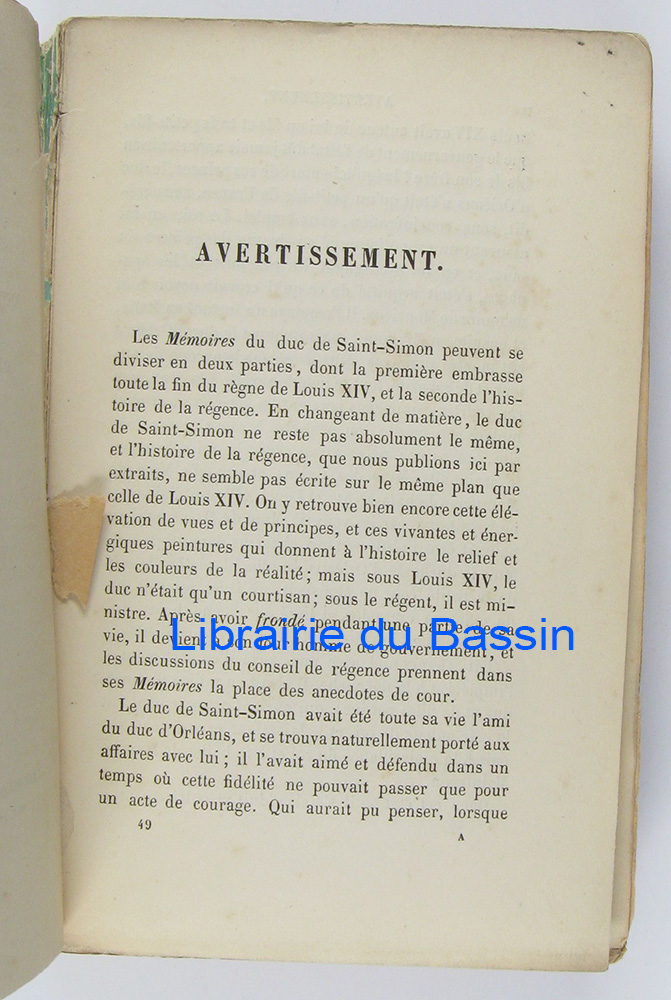 AVERTISSEMENT.
Les Mémoires du duc de Saint-Simon peuvent se
diviser en deux parties, dont la première embrasse
toute la fin du règne de Louis XIV, et la seconde l'his-
toire de la régence. En changeant de matière, le duc
de Saint-Simon ne reste pas absolument le même,
et l'histoire de la régence, que nous publions ici par
extraits, ne semble pas écrite sur le même plan que
celle de Louis XIV. On y retrouve bien encore cette élé-
vation de vues et de principes, et ces vivantes et éner-
giques peintures qui donnent à l'histoire le relief et
les couleurs de la réalité; mais sous Louis XIV, le
duc n'était qu'un courtisan; sous le régent, il est mi-
nistre. Après avoir frondé pendant une partie de sa
Librairie du Bassin
vie, il devient à son tour homme de gouvernement, et
les discussions du conseil de régence prennent dans
ses Mémoires la place des anecdotes de cour.
Le duc de Saint-Simon avait été toute sa vie l'ami
du duc d'Orléans, et se trouva naturellement porté aux
affaires avec lui; il l'avait aimé et défendu dans un
temps où cette fidélité ne pouvait passer que pour
un acte de courage. Qui aurait pu penser, lorsque
49
A